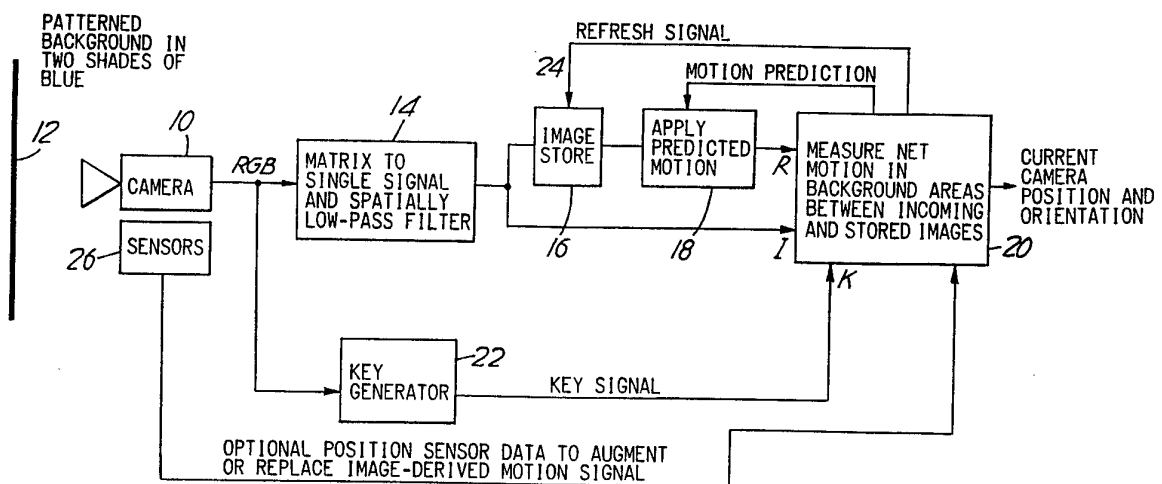 PATTERNED
BACKGROUND IN
TWO SHADES OF
BLUE
12
10
CAMERA
RGB
26
SENSORS
14
MATRIX TO
SINGLE SIGNAL
AND SPATIALLY
LOW-PASS FILTER
REFRESH SIGNAL
24
MOTION PREDICTION
IMAGE
STORE
16
APPLY
PREDICTED
MOTION
18
R
I
K
MEASURE NET
MOTION IN
BACKGROUND AREAS
BETWEEN INCOMING
AND STORED IMAGES
20
CURRENT
CAMERA
POSITION AND
ORIENTATION
KEY
GENERATOR
22
KEY SIGNAL
OPTIONAL POSITION SENSOR DATA TO AUGMENT
OR REPLACE IMAGE-DERIVED MOTION SIGNAL